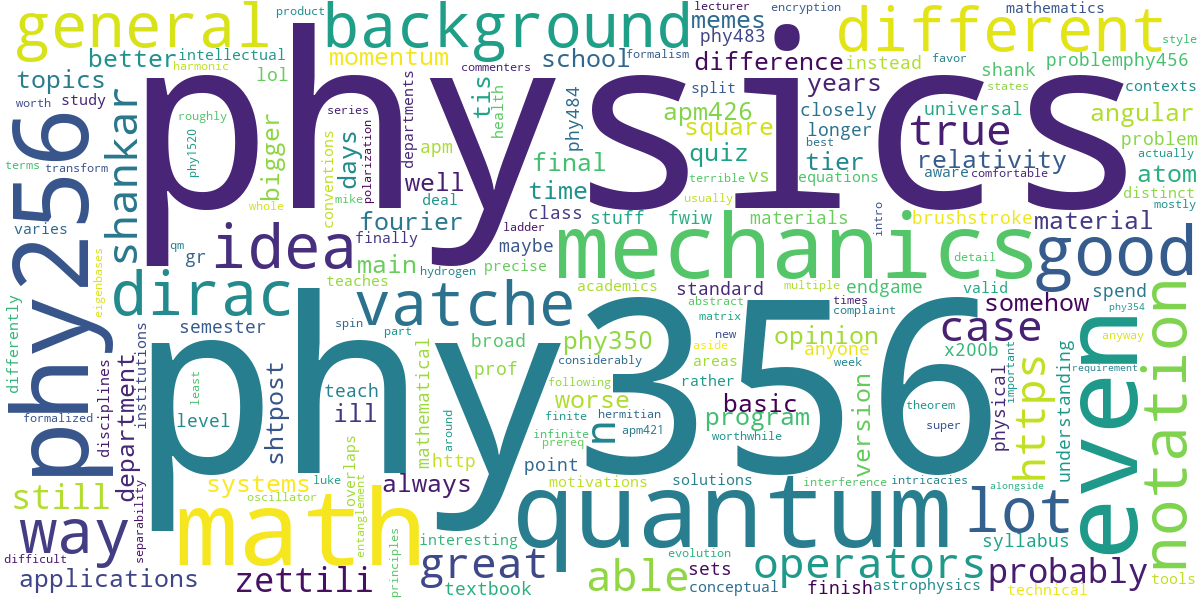 product
lecturer
encryption
mathematics
general
background
memes
different
style
better
intellectual
momentum
school
formalism
phy483
favor
harmonic
commenters
difference
instead
problemphy456
topics
lol
physics
tis
health
split
years
shank
states
contexts
worth
study
series
departments
phy484
apm426
closely
universal
angular
phy256
roughly
bigger
conventions
polarization
days
apm
final
square
longer
true
problem
shankar
phy1520
well
quiz
best
tier
relativity
actually
terms
transform
mike
deal
time
terrible
vs
equations
aware
comfortable
atom
whole
class
stuff
fwiw
usually
materials
intro
brushstroke
material
distinct
mostly
varies
fourier
ladder
idea
finally
maybe
mechanics
good
qm
gr
main
teaches
hydrogen
precise
detail
eigenbases
academics
standard
abstract
multiple
endgame
valid
spend
dirac
vatche
somehow
phy354
semester
spin
part
broad
phy350
matrix
new
times
complaint
opinion
case
even
notation
differently
institutions
mathematical
considerably
aside
anyone
x200b
important
anyway
requirement
disciplines
prof
areas
https
understanding
teach
following
rather
least
worse
basic
physical
formalized
department
shtpost
level
ill
phy356
finite
hermitian
program
version
theorem
super
n
apm421
worthwhile
around
infinite
prereq
http
point
overlaps
solutions
interference
intricacies
still
separability
systems
luke
always
motivations
alongside
way
math
oscillator
entanglement
quantum
lot
tools
principles
interesting
syllabus
difficult
great
evolution
operators
applications
zettili
textbook
able
sets
conceptual
finish
astrophysics
probably
technical